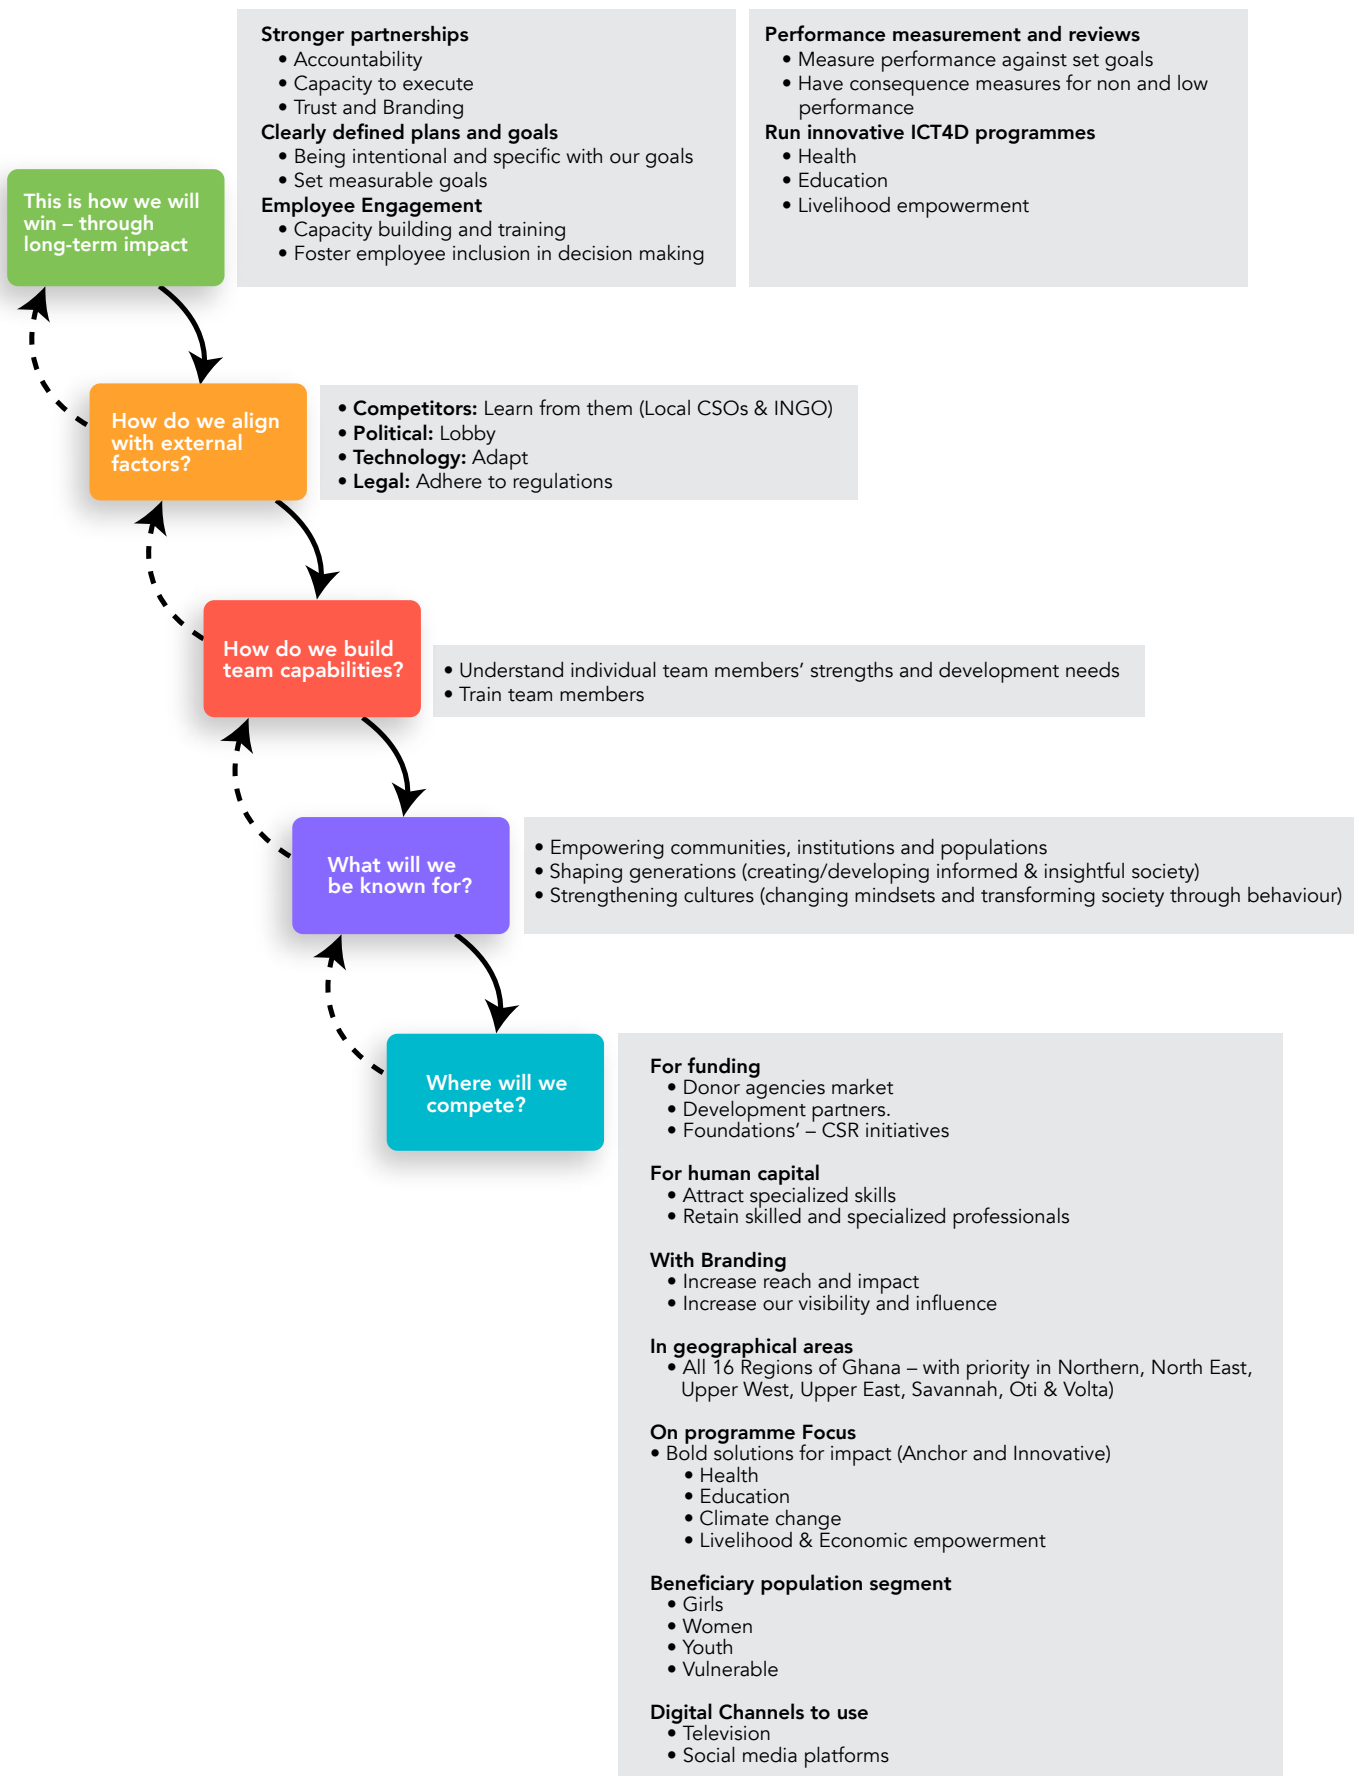 This is how we will
win – through
long-term impact
Stronger partnerships
• Accountability
• Capacity to execute
• Trust and Branding
Clearly defined plans and goals
• Being intentional and specific with our goals
• Set measurable goals
Employee Engagement
• Capacity building and training
• Foster employee inclusion in decision making
Performance measurement and reviews
• Measure performance against set goals
• Have consequence measures for non and low
performance
Run innovative ICT4D programmes
• Health
• Education
• Livelihood empowerment
How do we align
with external
factors?
• Competitors: Learn from them (Local CSOs & INGO)
• Political: Lobby
• Technology: Adapt
• Legal: Adhere to regulations
How do we build
team capabilities?
• Understand individual team members’ strengths and development needs
• Train team members
What will we
be known for?
• Empowering communities, institutions and populations
• Shaping generations (creating/developing informed & insightful society)
• Strengthening cultures (changing mindsets and transforming society through behaviour)
Where will we
compete?
For funding
• Donor agencies market
• Development partners.
• Foundations’ – CSR initiatives
For human capital
• Attract specialized skills
• Retain skilled and specialized professionals
With Branding
• Increase reach and impact
• Increase our visibility and influence
In geographical areas
• All 16 Regions of Ghana – with priority in Northern, North East,
Upper West, Upper East, Savannah, Oti & Volta)
On programme Focus
• Bold solutions for impact (Anchor and Innovative)
• Health
• Education
• Climate change
• Livelihood & Economic empowerment
Beneficiary population segment
• Girls
• Women
• Youth
• Vulnerable
Digital Channels to use
• Television
• Social media platforms